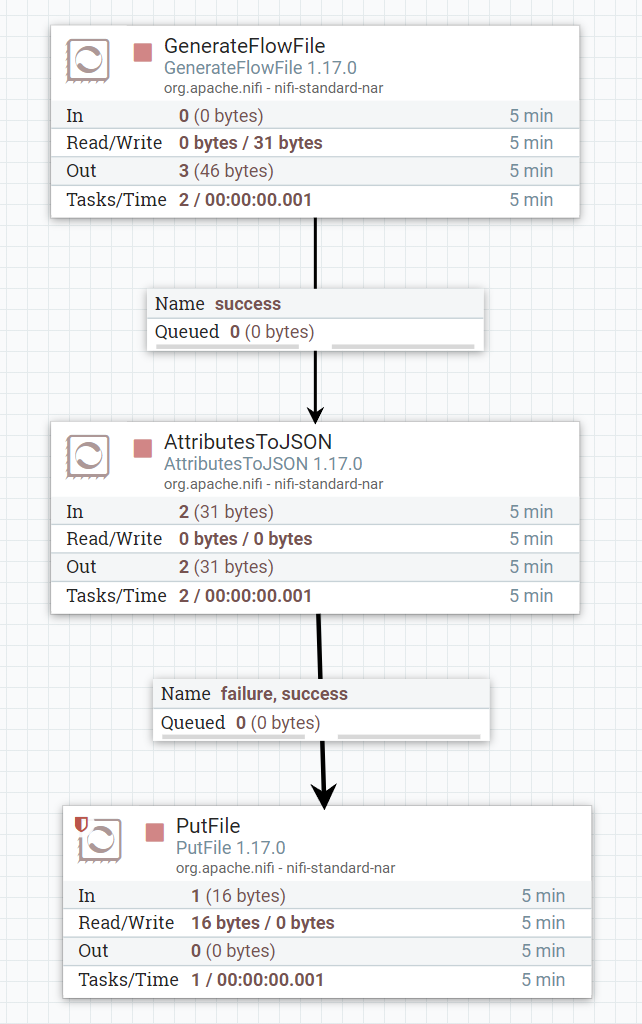 GenerateFlowFile
GenerateFlowFile 1.17.0
org.apache.nifi - nifi-standard-nar
In 0 (0 bytes) 5 min
Read/Write 0 bytes / 31 bytes 5 min
Out 3 (46 bytes) 5 min
Tasks/Time 2 / 00:00:00.001 5 min
Name success
Queued 0 (0 bytes)
AttributesToJSON
AttributesToJSON 1.17.0
org.apache.nifi - nifi-standard-nar
In 2 (31 bytes) 5 min
Read/Write 0 bytes / 0 bytes 5 min
Out 2 (31 bytes) 5 min
Tasks/Time 2 / 00:00:00.001 5 min
Name failure, success
Queued 0 (0 bytes)
PutFile
PutFile 1.17.0
org.apache.nifi - nifi-standard-nar
In 1 (16 bytes) 5 min
Read/Write 16 bytes / 0 bytes 5 min
Out 0 (0 bytes) 5 min
Tasks/Time 1 / 00:00:00.001 5 min